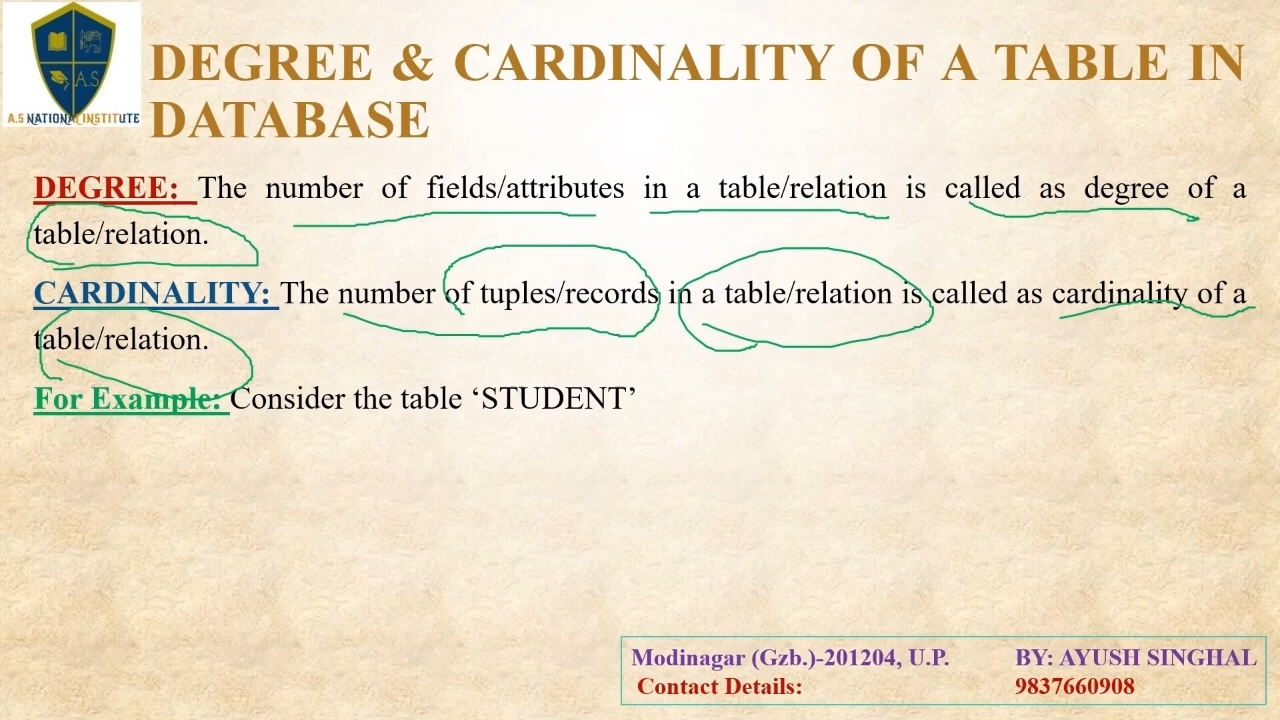 A.S
A.S NATIONAL INSTITUTE
DEGREE & CARDINALITY OF A TABLE IN
DATABASE
DEGREE: The number of fields/attributes in a table/relation is called as degree of a
table/relation.
CARDINALITY: The number of tuples/records in a table/relation is called as cardinality of a
table/relation.
For Example: Consider the table ‘STUDENT’
Modinagar (Gzb.)-201204, U.P. BY: AYUSH SINGHAL
Contact Details: 9837660908